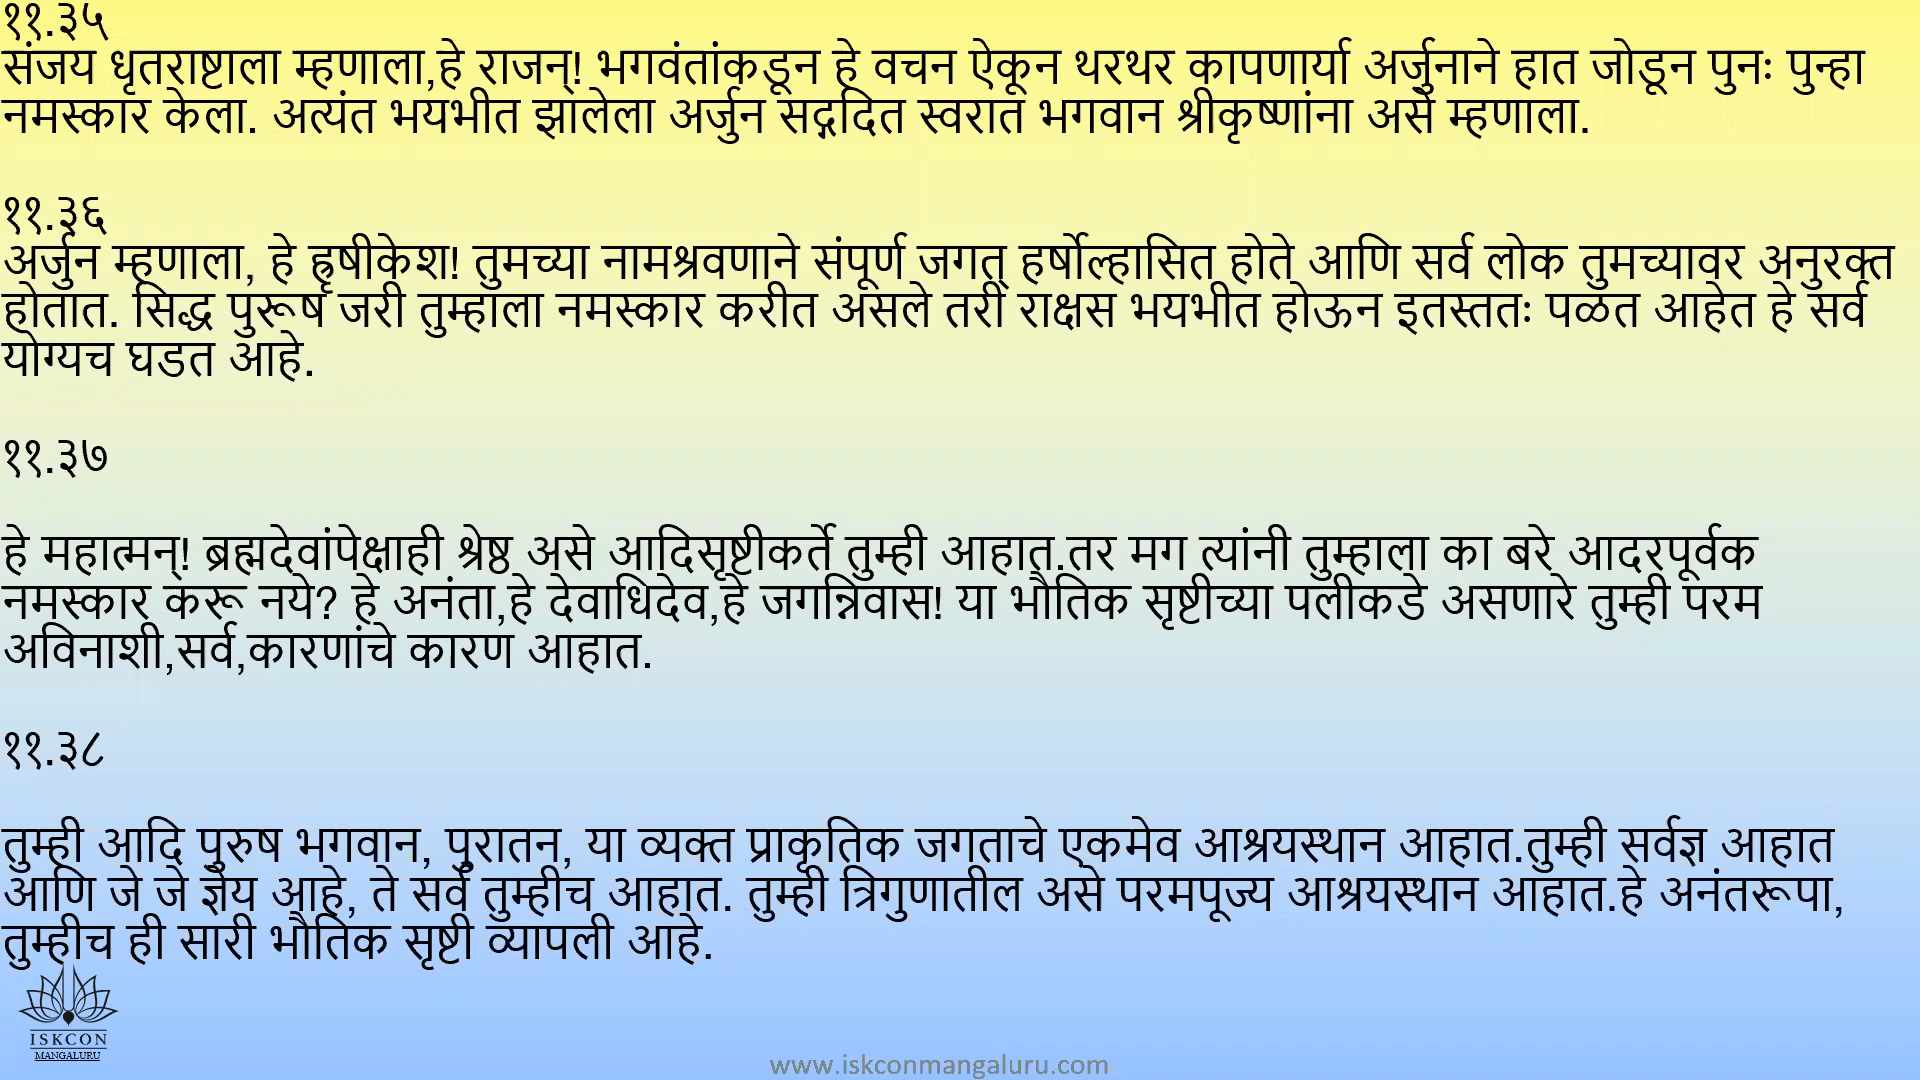 ११.३५
संजय धृतराष्टाला म्हणाला,हे राजन्! भगवंतांकडून हे वचन ऐकून थरथर कापणार्या अर्जुनाने हात जोडून पुनः पुन्हा
नमस्कार केला. अत्यंत भयभीत झालेला अर्जुन सद्गदित स्वरात भगवान श्रीकृष्णांना असे म्हणाला.
११.३६
अर्जुन म्हणाला, हे हृषीकेश! तुमच्या नामश्रवणाने संपूर्ण जगत् हर्षोल्हासित होते आणि सर्व लोक तुमच्यावर अनुरक्त
होतात. सिद्ध पुरूष जरी तुम्हाला नमस्कार करीत असले तरी राक्षस भयभीत होऊन इतस्ततः पळत आहेत हे सर्व
योग्यच घडत आहे.
११.३७
हे महात्मन्! ब्रह्मदेवांपेक्षाही श्रेष्ठ असे आदिसृष्टीकर्ते तुम्ही आहात.तर मग त्यांनी तुम्हाला का बरे आदरपूर्वक
नमस्कार करू नये? हे अनंता,हे देवाधिदेव,हे जगन्निवास! या भौतिक सृष्टीच्या पलीकडे असणारे तुम्ही परम
अविनाशी,सर्व,कारणांचे कारण आहात.
११.३८
तुम्ही आदि पुरुष भगवान, पुरातन, या व्यक्त प्राकृतिक जगताचे एकमेव आश्रयस्थान आहात.तुम्ही सर्वज्ञ आहात
आणि जे जे ज्ञेय आहे, ते सर्व तुम्हीच आहात. तुम्ही त्रिगुणातील असे परमपूज्य आश्रयस्थान आहात.हे अनंतरूपा,
तुम्हीच ही सारी भौतिक सृष्टी व्यापली आहे.
ISKCON
MANGALURU
www.iskconmangaluru.com